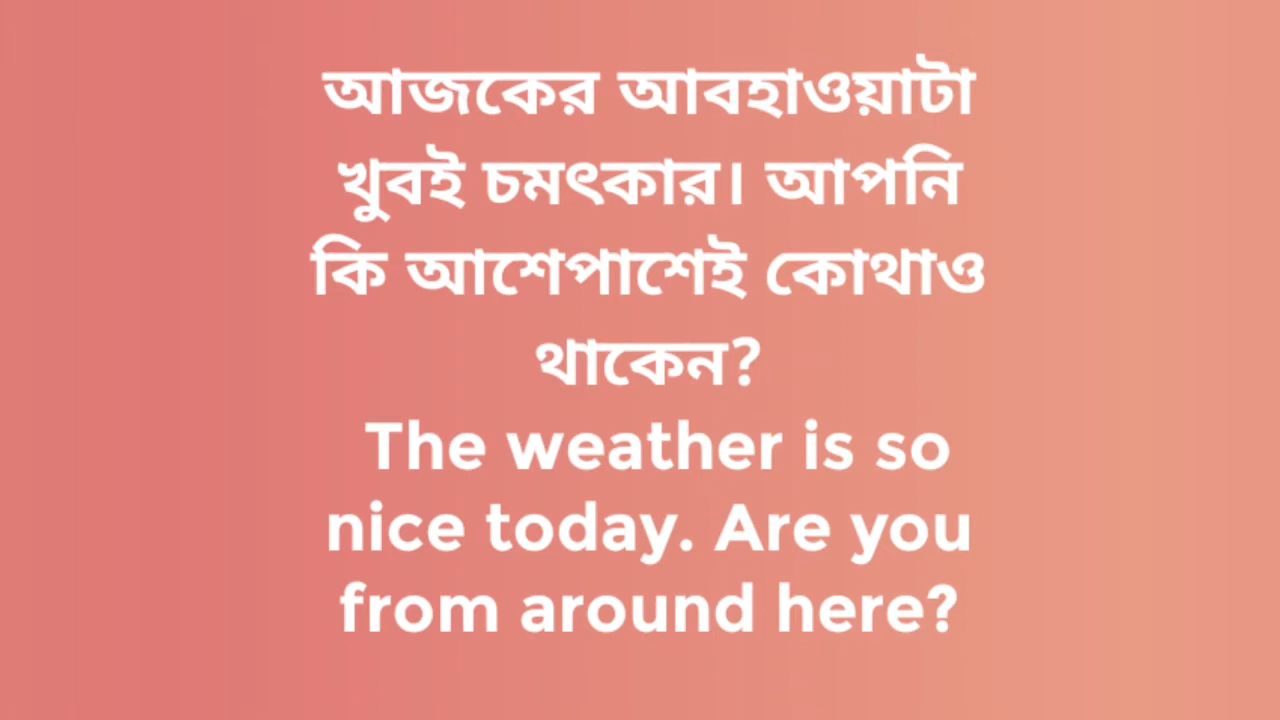 আজকের আবহাওয়াটা
খুবই চমৎকার। আপনি
কি আশেপাশেই কোথাও
থাকেন?
The weather is so
nice today. Are you
from around here?